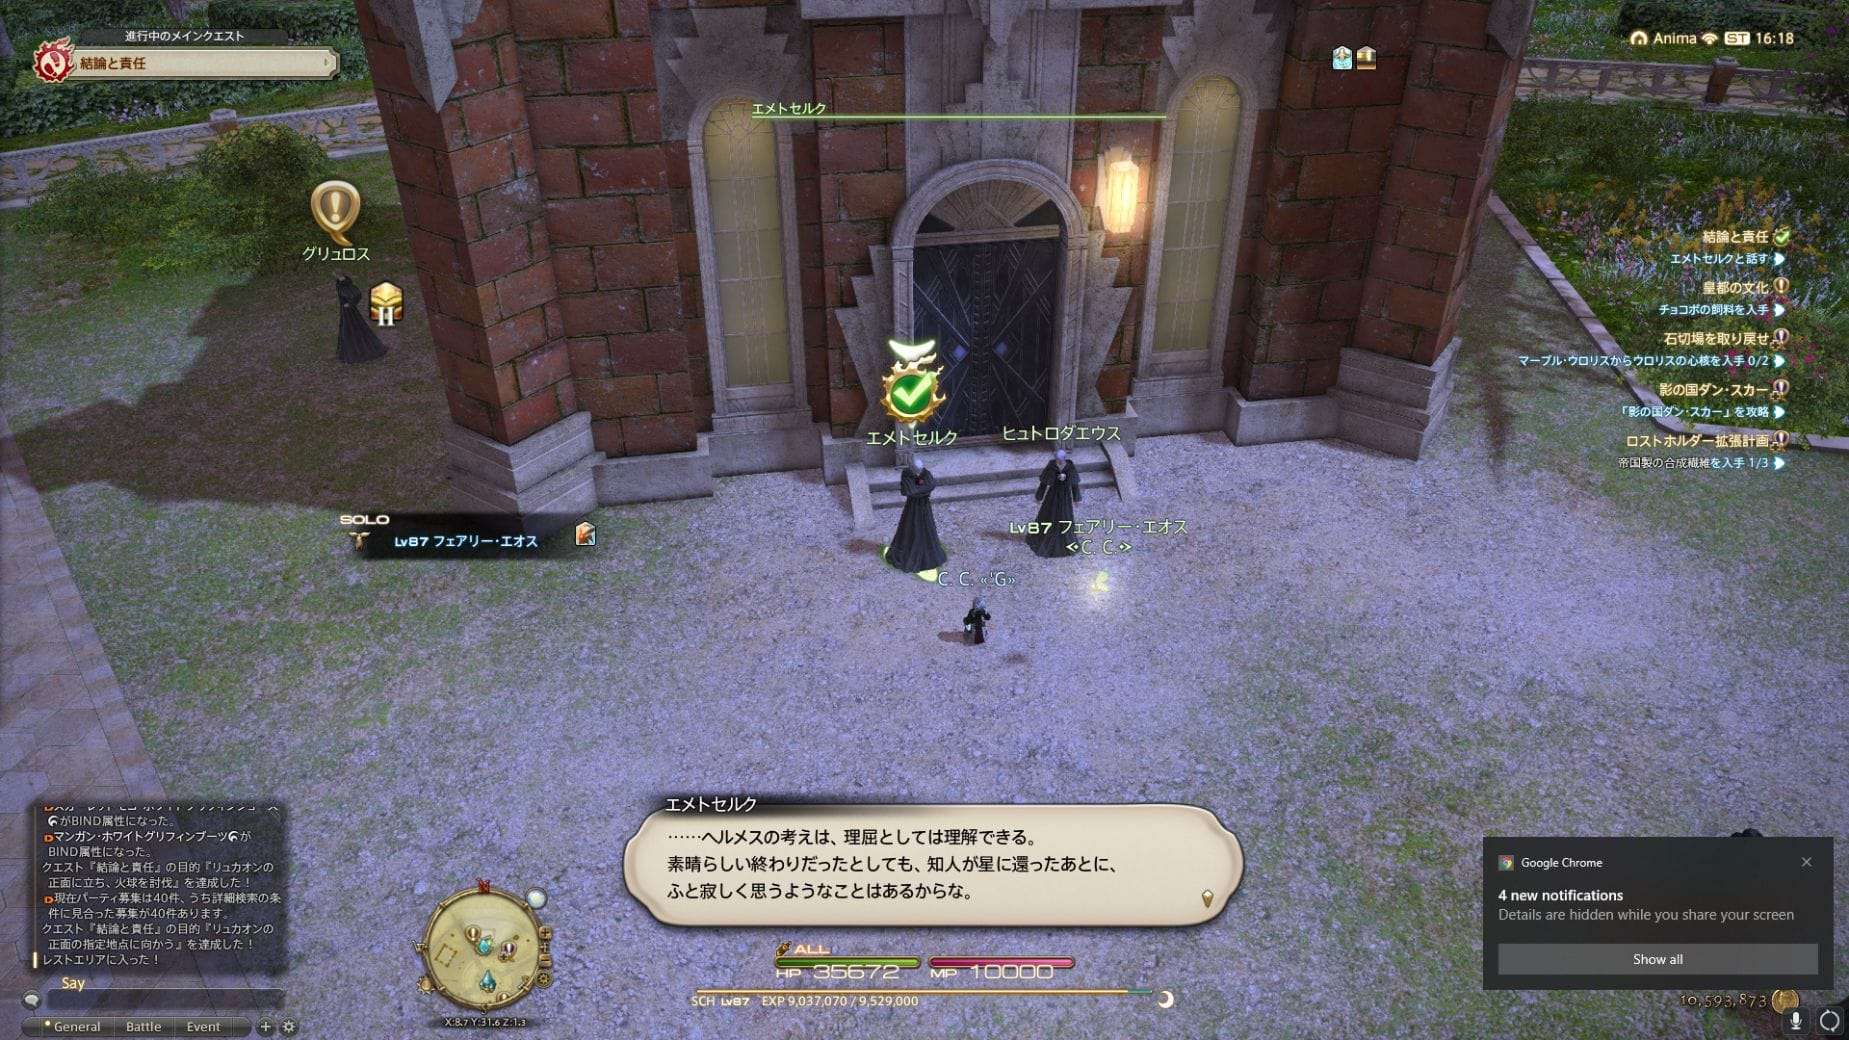 進行中のメインクエスト
結論と責任
Anima ST 16:18
エメトセルク
グリュロス
結論と責任
エメトセルクと話す
皇都の文化
チョコボの飼料を入手
石切場を取り戻せ
マーブル・ウロリスからウロリスの心核を入手 0/2
影の国ダン・スカー
「影の国ダン・スカー」を攻略
ロストホルダー拡張計画
帝国製の合成繊維を入手 1/3
エメトセルク
ヒュトロダエウス
SOLO
Lv87 フェアリー・エオス
Lv87 フェアリー・エオス
C. C.
C. C. «'G»
がBIND属性になった。
マンガン・ホワイトグリフィンブーツが
BIND属性になった。
クエスト『結論と責任』の目的『リュカオンの
正面に立ち、火球を討伐』を達成した！
現在パーティ募集は40件、うち詳細検索の条
件に見合った募集が40件あります。
クエスト『結論と責任』の目的『リュカオンの
正面の指定地点に向かう』を達成した！
レストエリアに入った！
Say
General Battle Event
N
X:8.7 Y:31.6 Z:1.3
エメトセルク
……ヘルメスの考えは、理屈としては理解できる。
素晴らしい終わりだったとしても、知人が星に還ったあとに、
ふと寂しく思うようなことはあるからな。
ALL
HP 35672 MP 10000
SCH Lv87 EXP 9,037,070 / 9,529,000
Google Chrome
4 new notifications
Details are hidden while you share your screen
Show all
10,593,873